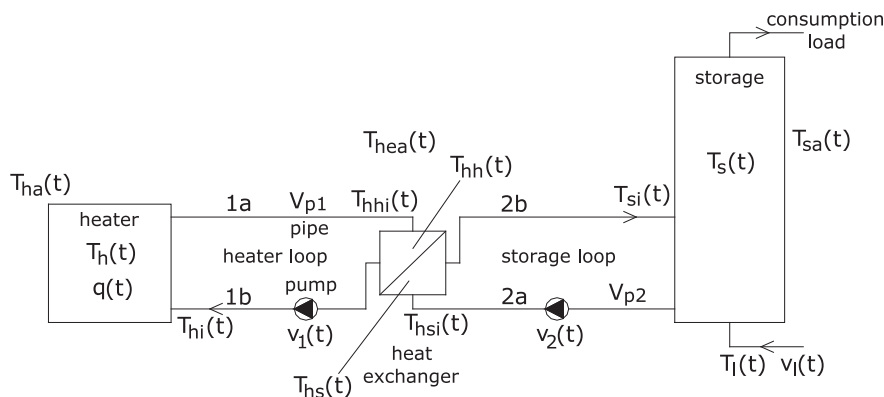 consumption
load
storage
T_sa(t)
T_s(t)
T_hea(t)
T_hh(t)
T_ha(t)
1a
V_p1
T_hhi(t)
2b
T_si(t)
heater
pipe
T_h(t)
heater loop
storage loop
q(t)
pump
1b
2a
V_p2
T_hi(t)
v_1(t)
T_hsi(t)
v_2(t)
heat
exchanger
T_l(t)
v_l(t)
T_hs(t)